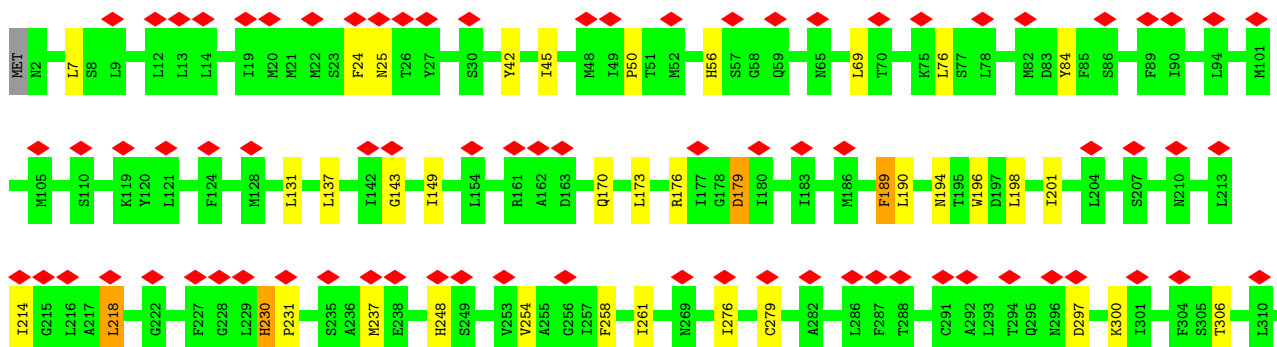 MET N2 L7 S8 L9 L12 L13 L14 I19 M20 M21 M22 S23 F24 N25 T26 Y27 S30 Y42 I45 M48 I49 P50 T51 M52 H56 S57 G58 Q59 N65 L69 T70 K75 L76 S77 L78 M82 D83 Y84 F85 S86 F89 I90 L94 M101
M105 S110 K119 Y120 L121 F124 M128 L131 L137 I142 G143 I149 L154 R161 A162 D163 Q170 L173 R176 I177 G178 D179 I180 I183 M186 F189 L190 N194 T195 W196 D197 L198 I201 L204 S207 N210 L213
I214 G215 L216 A217 L218 G222 F227 G228 L229 H230 P231 S235 A236 M237 E238 H248 S249 V253 V254 A255 G256 I257 F258 I261 N269 I276 C279 A282 L286 F287 T288 C291 A292 L293 T294 Q295 N296 D297 K300 I301 F304 S305 T306 L310